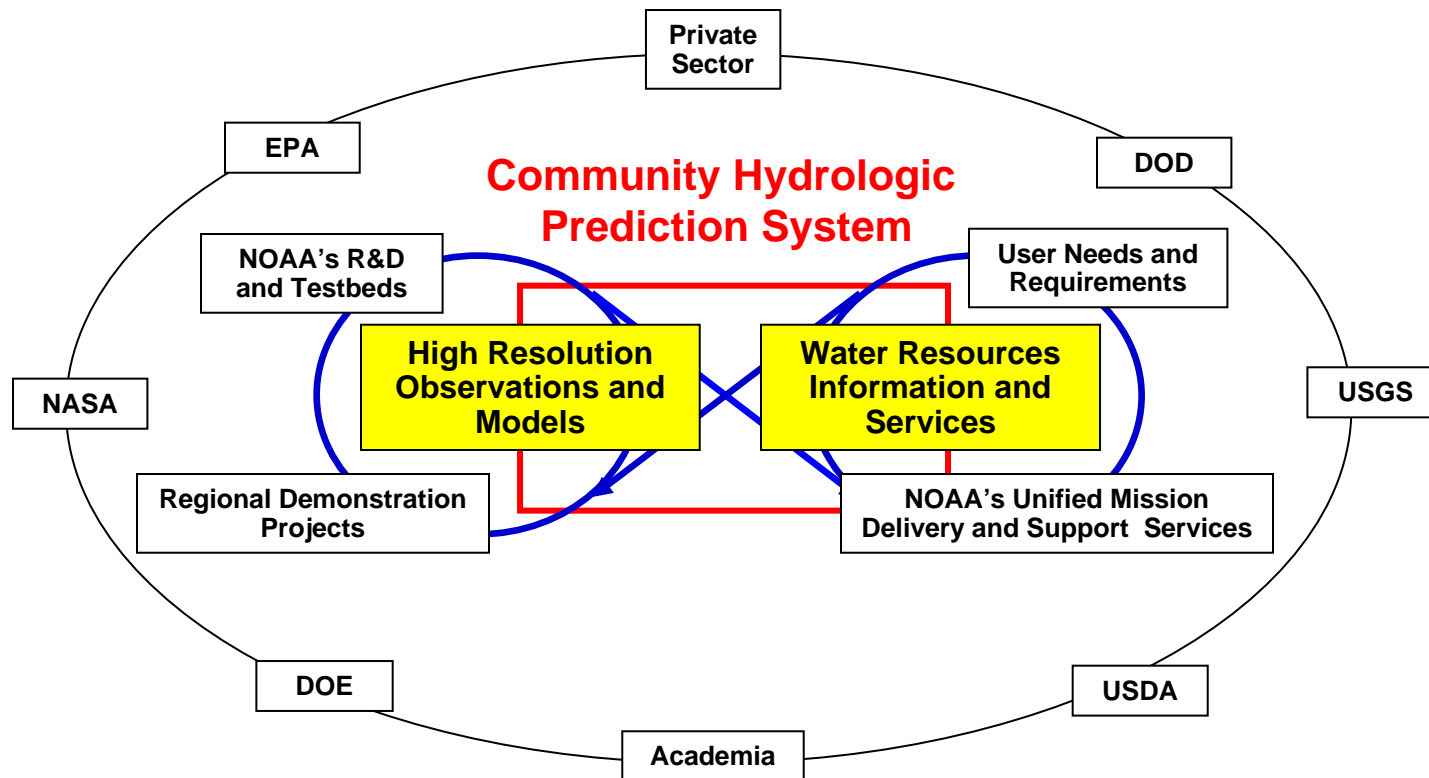 Private
Sector
EPA
DOD
Community Hydrologic
Prediction System
NOAA’s R&D
and Testbeds
User Needs and
Requirements
High Resolution
Observations and
Models
Water Resources
Information and
Services
NASA
USGS
Regional Demonstration
Projects
NOAA’s Unified Mission
Delivery and Support Services
DOE
USDA
Academia